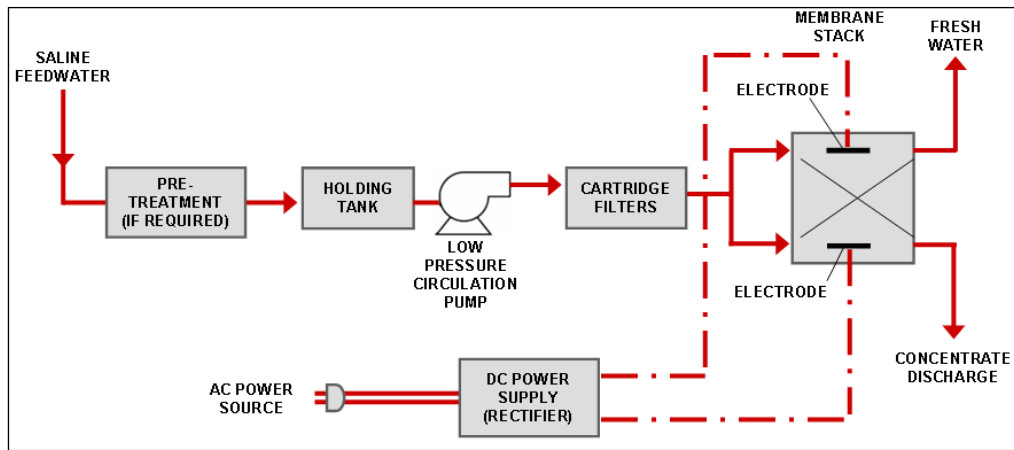 SALINE
FEEDWATER
PRE-
TREATMENT
(IF REQUIRED)
HOLDING
TANK
LOW
PRESSURE
CIRCULATION
PUMP
CARTRIDGE
FILTERS
MEMBRANE
STACK
ELECTRODE
ELECTRODE
FRESH
WATER
CONCENTRATE
DISCHARGE
AC POWER
SOURCE
DC POWER
SUPPLY
(RECTIFIER)